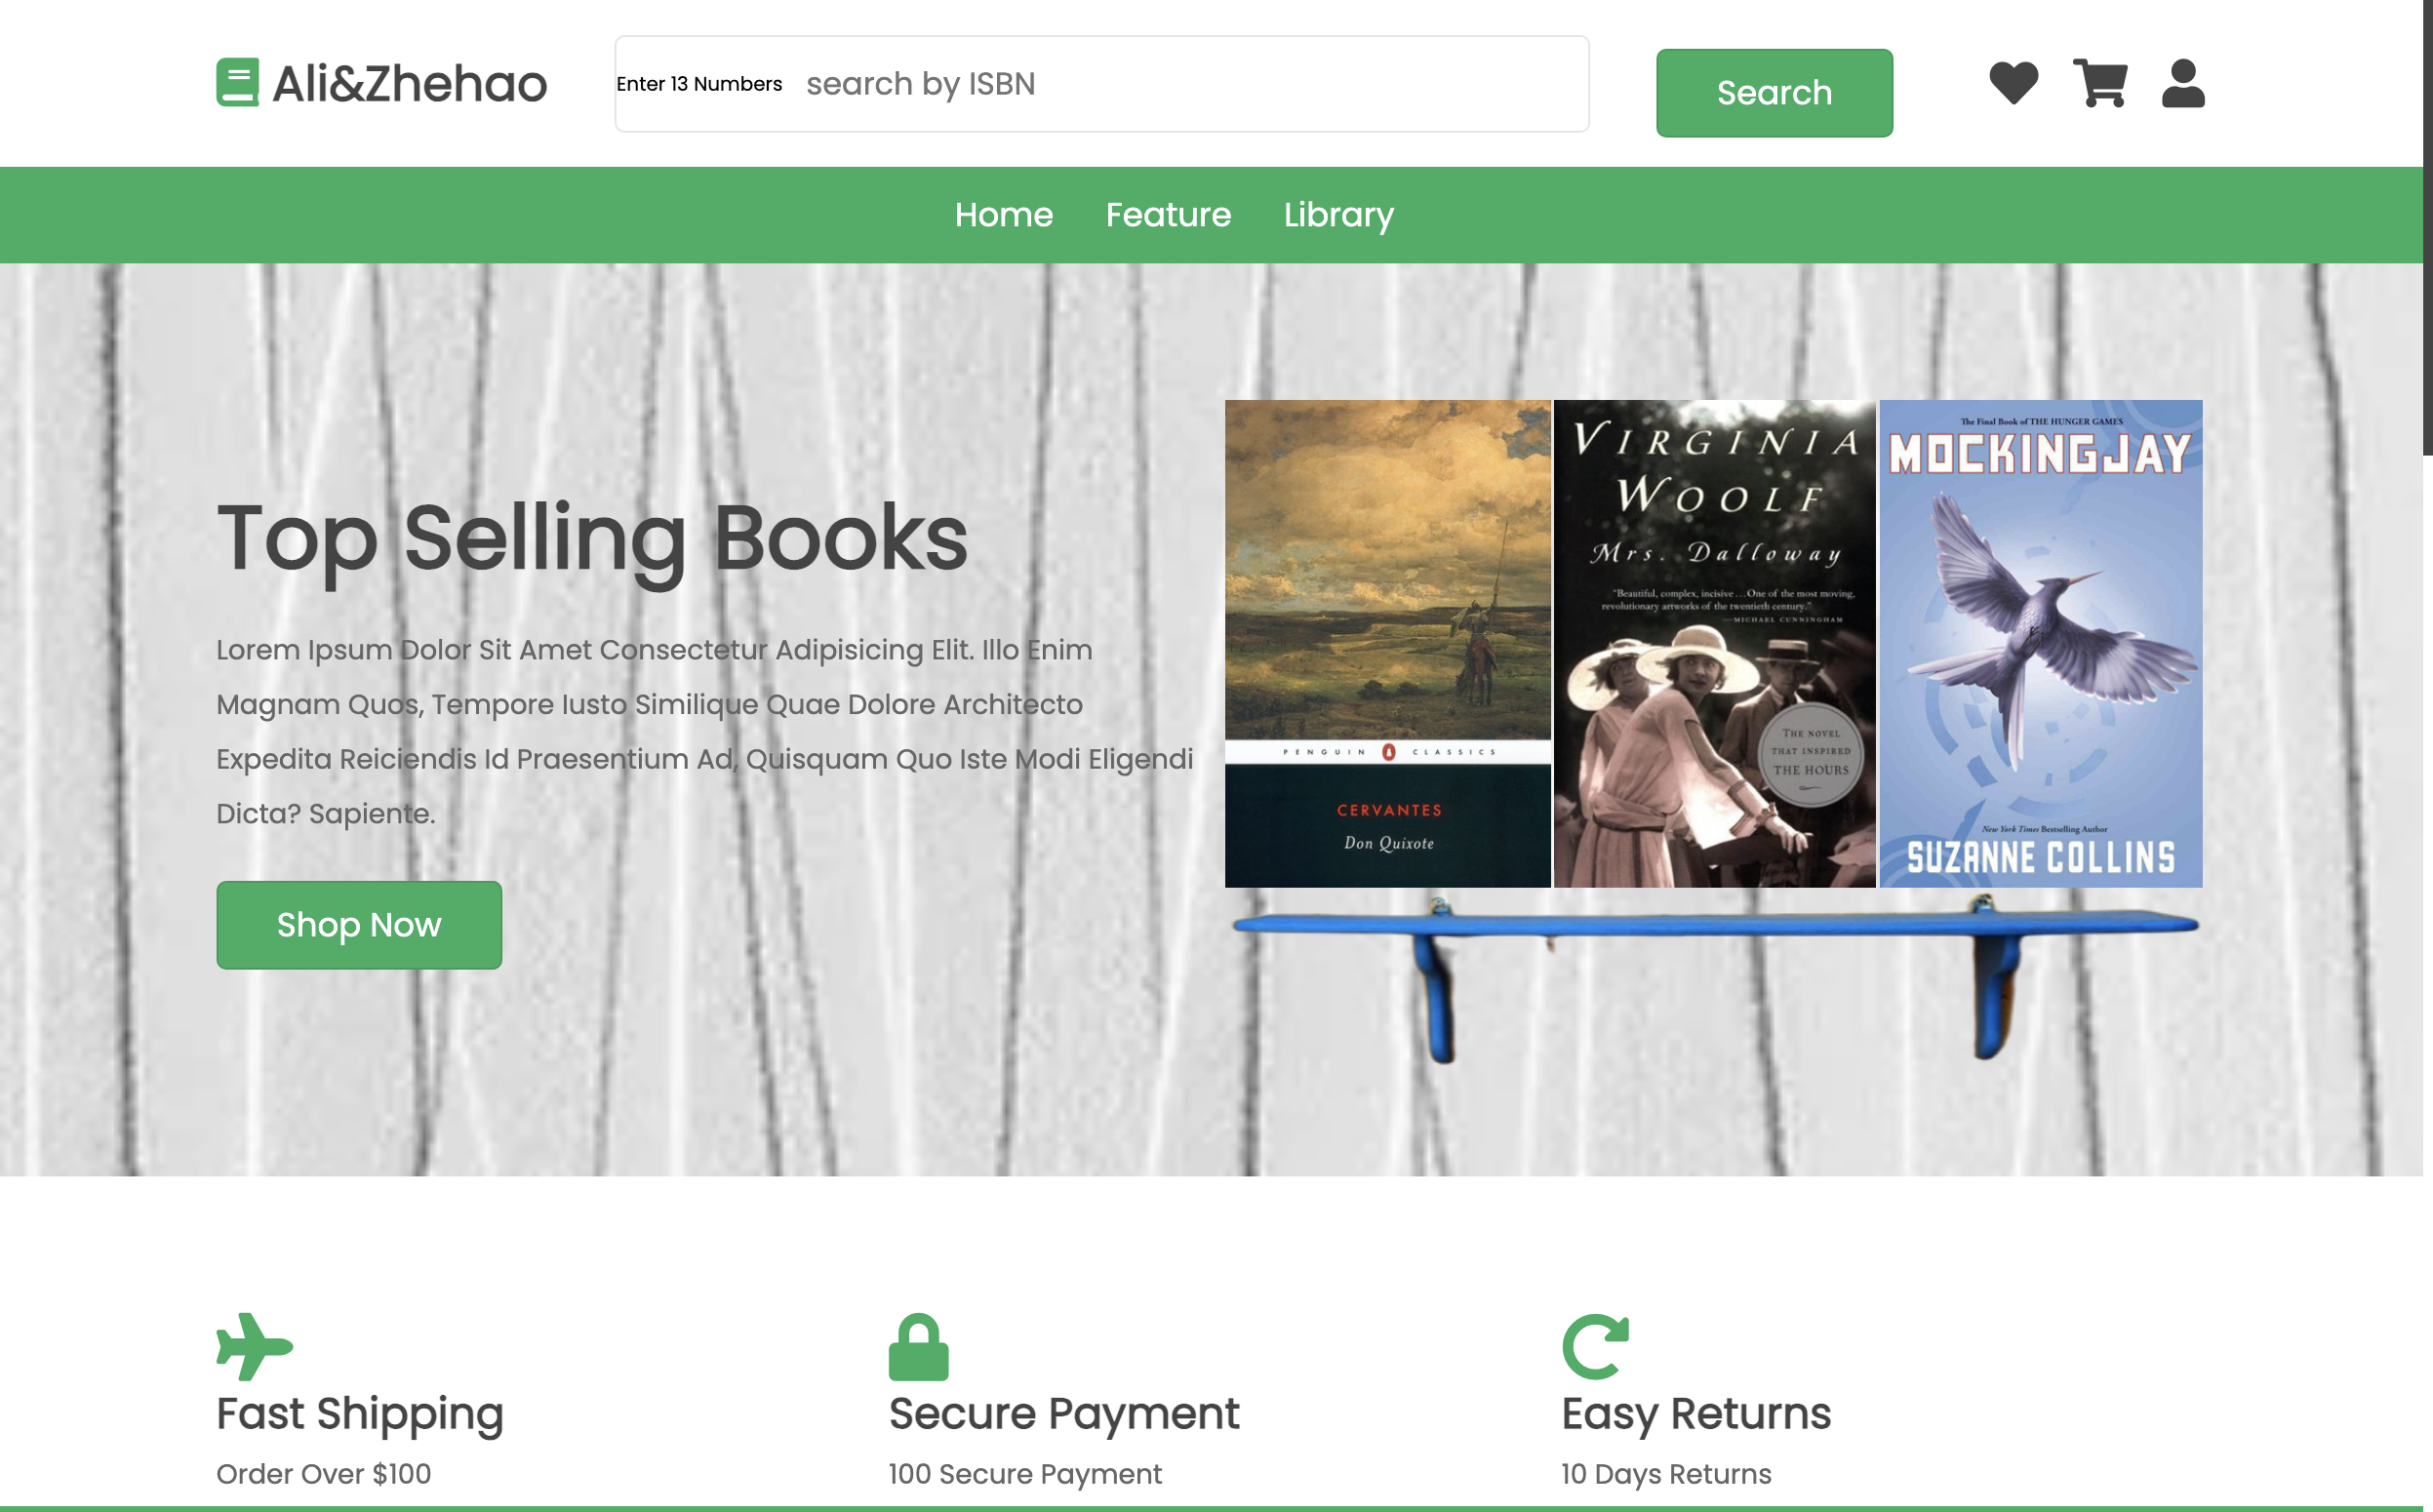 Ali&Zhehao
Enter 13 Numbers search by ISBN
Search
Home Feature Library
Top Selling Books
Lorem Ipsum Dolor Sit Amet Consectetur Adipisicing Elit. Illo Enim
Magnam Quos, Tempore Iusto Similique Quae Dolore Architecto
Expedita Reiciendis Id Praesentium Ad, Quisquam Quo Iste Modi Eligendi
Dicta? Sapiente.
Shop Now
PENGUIN CLASSICS
CERVANTES
Don Quixote
VIRGINIA
WOOLF
Mrs. Dalloway
"Beautiful, complex, incisive...One of the most moving,
revolutionary artworks of the twentieth century."
—MICHAEL CUNNINGHAM
THE NOVEL
THAT INSPIRED
THE HOURS
The Final Book of THE HUNGER GAMES
MOCKINGJAY
New York Times Bestselling Author
SUZANNE COLLINS
Fast Shipping
Order Over $100
Secure Payment
100 Secure Payment
Easy Returns
10 Days Returns